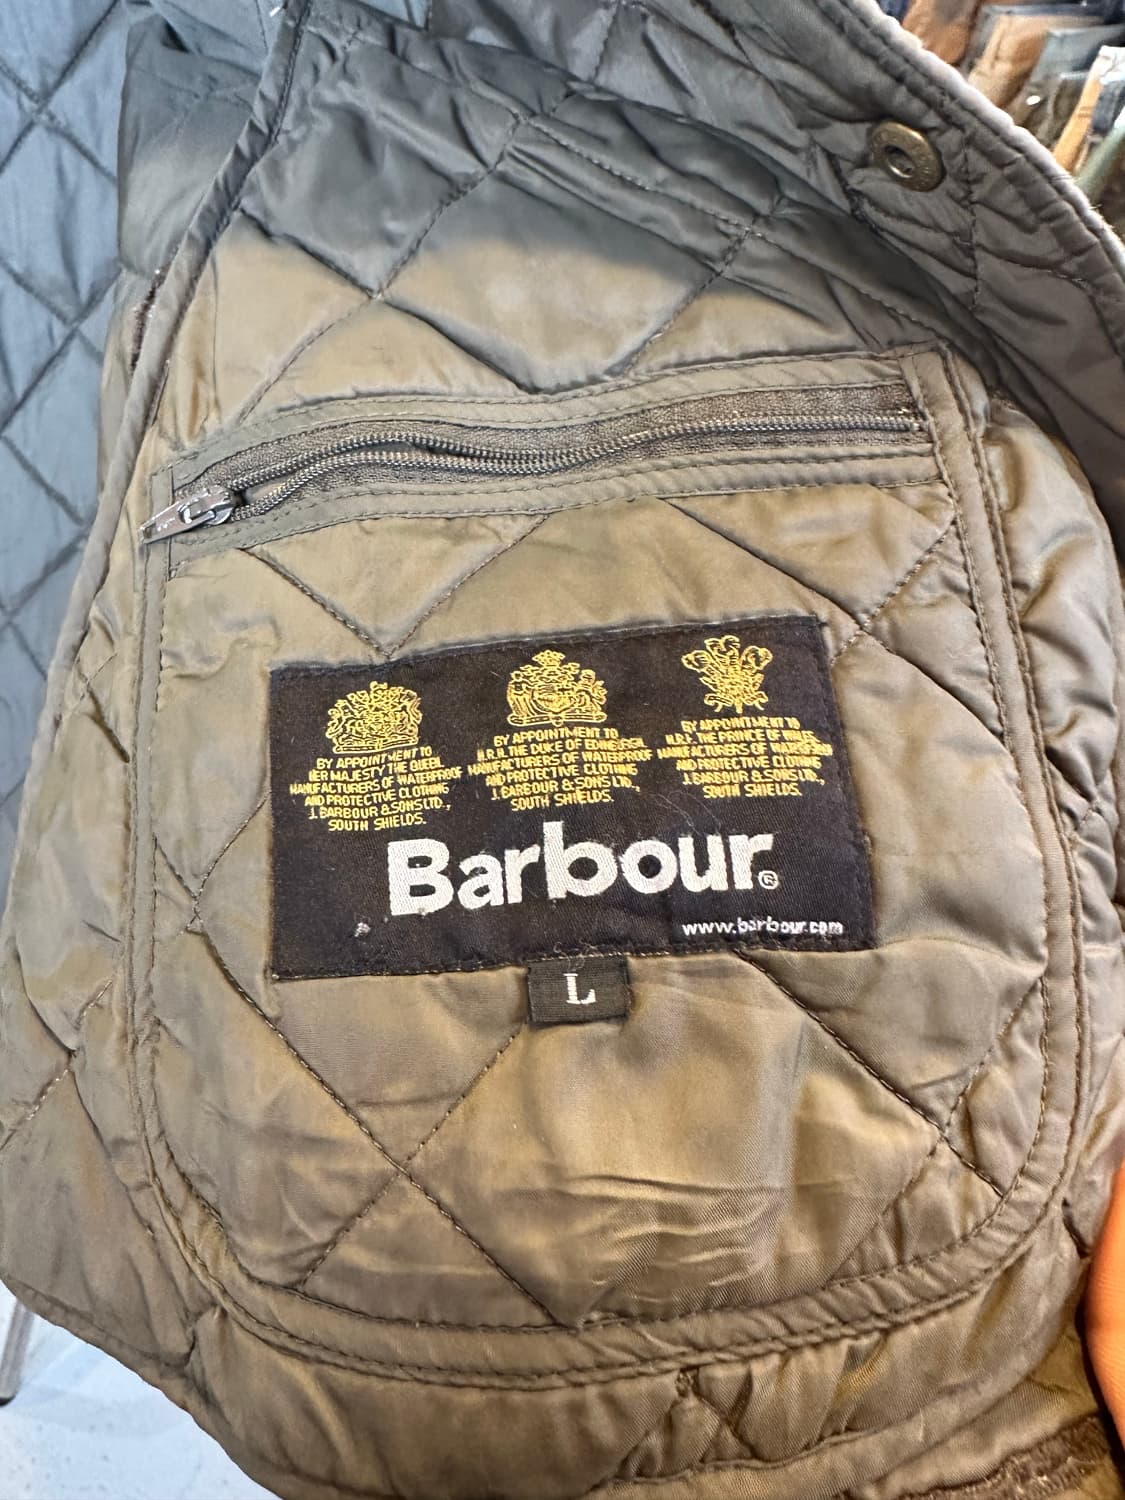 BY APPOINTMENT TO
HER MAJESTY THE QUEEN
MANUFACTURERS OF WATERPROOF
AND PROTECTIVE CLOTHING
J. BARBOUR & SONS LTD.,
SOUTH SHIELDS.
BY APPOINTMENT TO
H.R.H. THE DUKE OF EDINBURGH
MANUFACTURERS OF WATERPROOF
AND PROTECTIVE CLOTHING
J. BARBOUR & SONS LTD.,
SOUTH SHIELDS.
BY APPOINTMENT TO
H.R.H. THE PRINCE OF WALES
MANUFACTURERS OF WATERPROOF
AND PROTECTIVE CLOTHING
J. BARBOUR & SONS LTD.,
SOUTH SHIELDS.
Barbour®
www.barbour.com
L